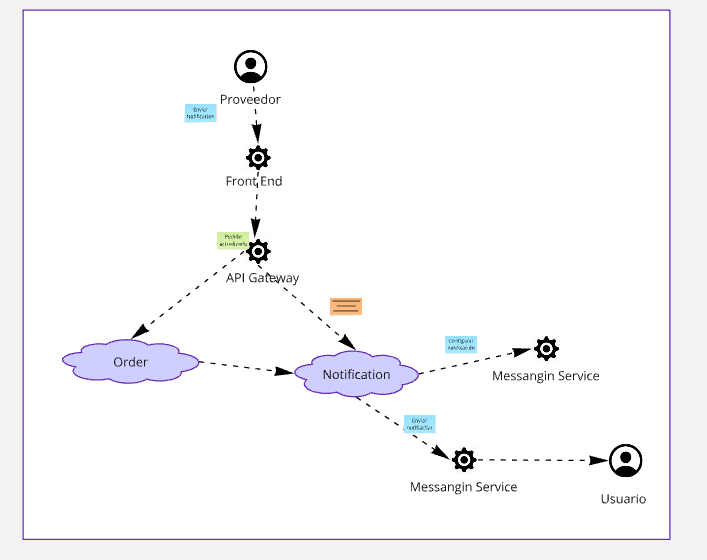 Proveedor
Enviar
Notification
Front End
Pedido
actualizado
API Gateway
Order
Notification
Configurar
notificación
Messangin Service
Enviar
notificación
Messangin Service
Usuario